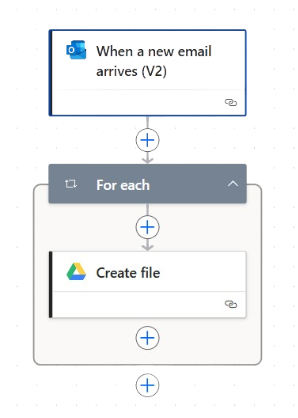 When a new email
arrives (V2)
For each
Create file